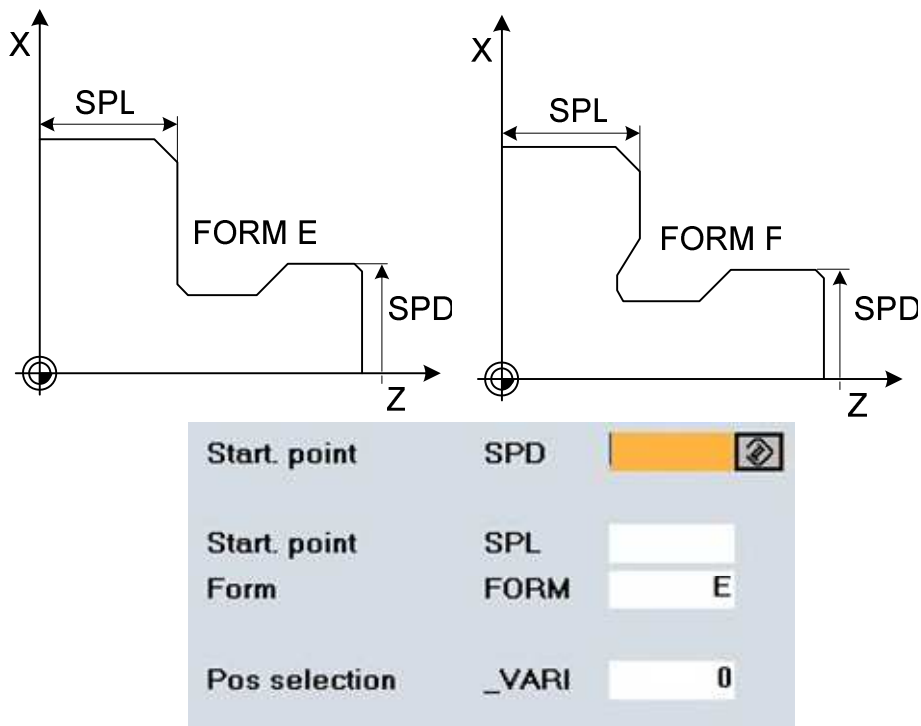 X
SPL
FORM E
SPD
Z
X
SPL
FORM F
SPD
Z
Start. point SPD
Start. point SPL
Form FORM E
Pos selection _VARI 0